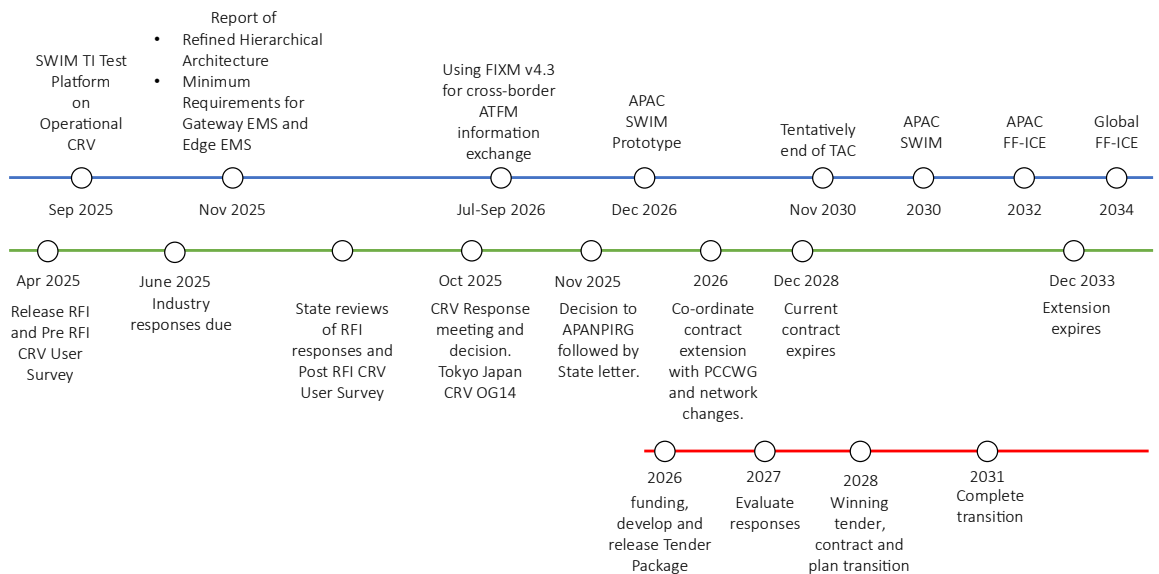 SWIM TI Test
Platform
on
Operational
CRV
Report of
• Refined Hierarchical
Architecture
• Minimum
Requirements for
Gateway EMS and
Edge EMS
Using FIXM v4.3
for cross-border
ATFM
information
exchange
APAC
SWIM
Prototype
Tentatively
end of TAC
APAC
SWIM
APAC
FF-ICE
Global
FF-ICE
Sep 2025
Nov 2025
Jul-Sep 2026
Dec 2026
Nov 2030
2030
2032
2034
Apr 2025
Release RFI
and Pre RFI
CRV User
Survey
June 2025
Industry
responses due
State reviews
of RFI
responses and
Post RFI CRV
User Survey
Oct 2025
CRV Response
meeting and
decision.
Tokyo Japan
CRV OG14
Nov 2025
Decision to
APANPIRG
followed by
State letter.
2026
Co-ordinate
contract
extension
with PCCWG
and network
changes.
Dec 2028
Current
contract
expires
Dec 2033
Extension
expires
2026
funding,
develop and
release Tender
Package
2027
Evaluate
responses
2028
Winning
tender,
contract and
plan transition
2031
Complete
transition